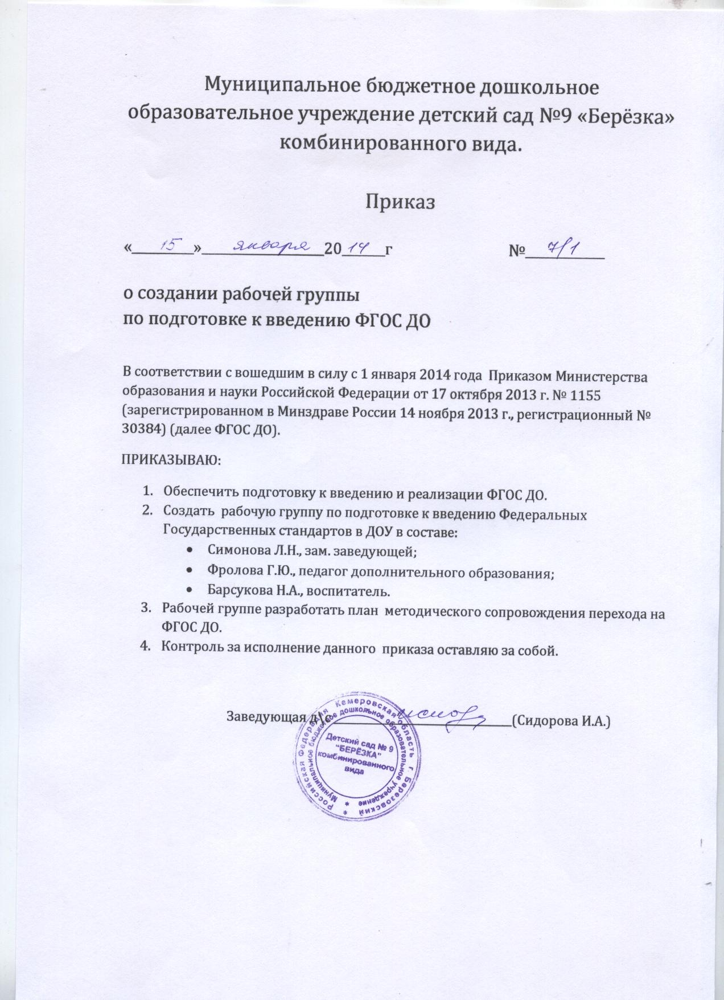 Муниципальное бюджетное дошкольное
образовательное учреждение детский сад №9 «Берёзка»
комбинированного вида.
Приказ
«15» января 2014 г №7/1
о создании рабочей группы
по подготовке к введению ФГОС ДО
В соответствии с вошедшим в силу с 1 января 2014 года Приказом Министерства
образования и науки Российской Федерации от 17 октября 2013 г. № 1155
(зарегистрированном в Минздраве России 14 ноября 2013 г., регистрационный №
30384) (далее ФГОС ДО).
ПРИКАЗЫВАЮ:
1. Обеспечить подготовку к введению и реализации ФГОС ДО.
2. Создать рабочую группу по подготовке к введению Федеральных
Государственных стандартов в ДОУ в составе:
• Симонова Л.Н., зам. заведующей;
• Фролова Г.Ю., педагог дополнительного образования;
• Барсукова Н.А., воспитатель.
3. Рабочей группе разработать план методического сопровождения перехода на
ФГОС ДО.
4. Контроль за исполнение данного приказа оставляю за собой.
Заведующая д/с (Сидорова И.А.)
Российская Федерация Кемеровская область г. Березовский *
Муниципальное бюджетное дошкольное образовательное учреждение *
Детский сад № 9
"БЕРЁЗКА"
комбинированного
вида